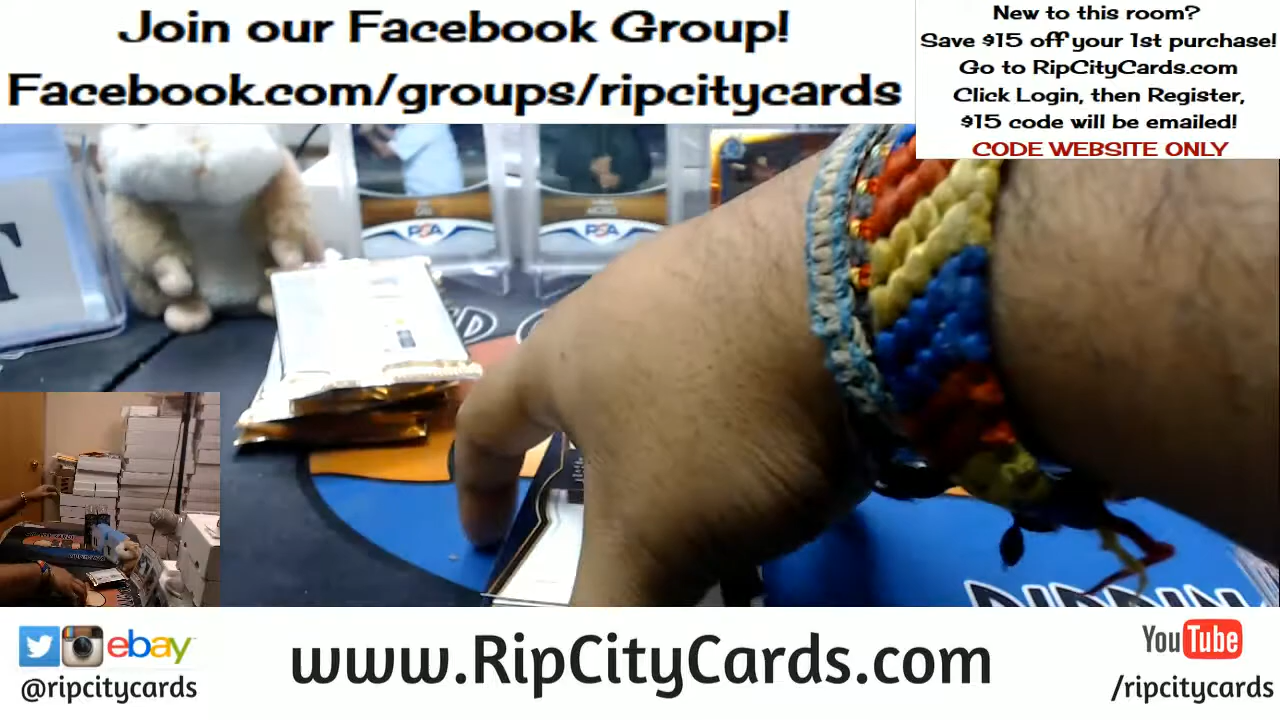 Join our Facebook Group!
Facebook.com/groups/ripcitycards
New to this room?
Save $15 off your 1st purchase!
Go to RipCityCards.com
Click Login, then Register,
$15 code will be emailed!
CODE WEBSITE ONLY
PSA
PSA
ebay
@ripcitycards
www.RipCityCards.com
YouTube
/ripcitycards